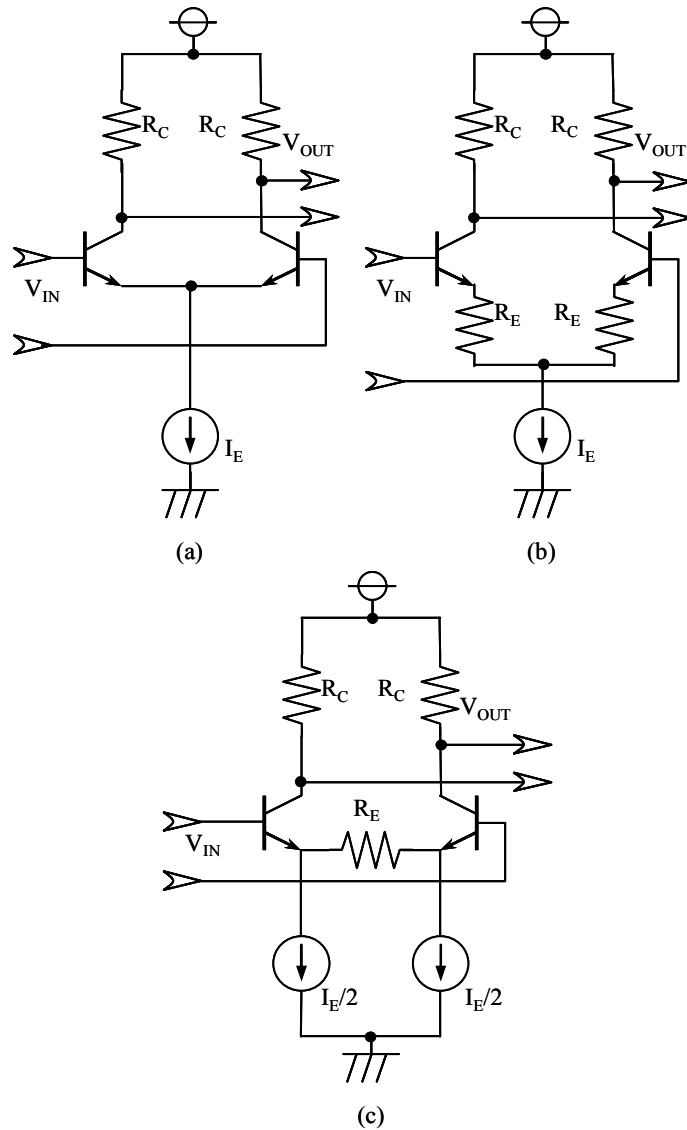 R_C R_C
V_OUT
V_IN
I_E
(a)
R_C R_C
V_OUT
V_IN
R_E R_E
I_E
(b)
R_C R_C
V_OUT
R_E
V_IN
I_E/2 I_E/2
(c)